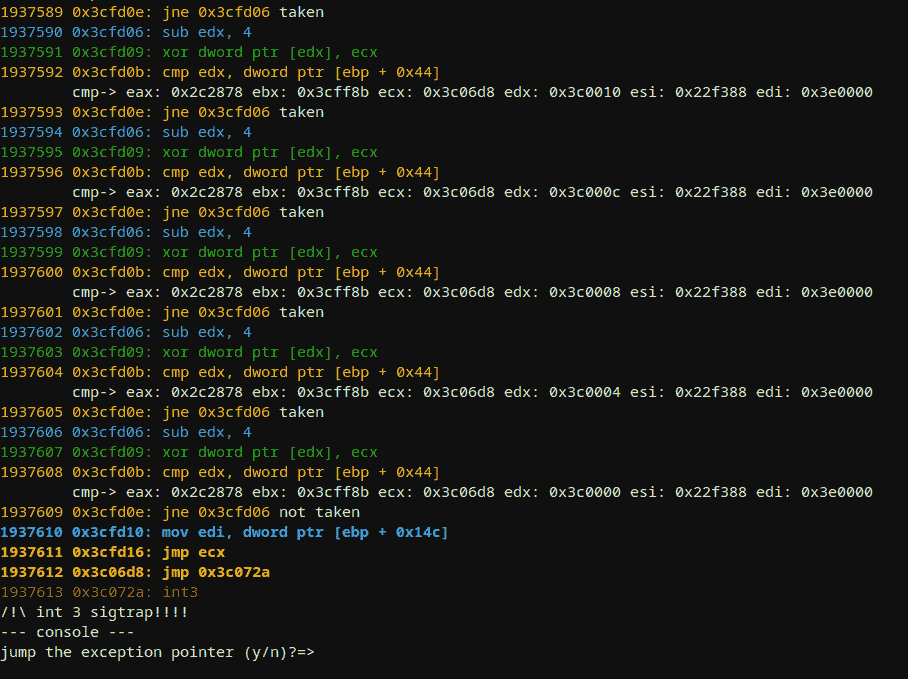 1937589 0x3cfd0e: jne 0x3cfd06 taken
1937590 0x3cfd06: sub edx, 4
1937591 0x3cfd09: xor dword ptr [edx], ecx
1937592 0x3cfd0b: cmp edx, dword ptr [ebp + 0x44]
cmp-> eax: 0x2c2878 ebx: 0x3cff8b ecx: 0x3c06d8 edx: 0x3c0010 esi: 0x22f388 edi: 0x3e0000
1937593 0x3cfd0e: jne 0x3cfd06 taken
1937594 0x3cfd06: sub edx, 4
1937595 0x3cfd09: xor dword ptr [edx], ecx
1937596 0x3cfd0b: cmp edx, dword ptr [ebp + 0x44]
cmp-> eax: 0x2c2878 ebx: 0x3cff8b ecx: 0x3c06d8 edx: 0x3c000c esi: 0x22f388 edi: 0x3e0000
1937597 0x3cfd0e: jne 0x3cfd06 taken
1937598 0x3cfd06: sub edx, 4
1937599 0x3cfd09: xor dword ptr [edx], ecx
1937600 0x3cfd0b: cmp edx, dword ptr [ebp + 0x44]
cmp-> eax: 0x2c2878 ebx: 0x3cff8b ecx: 0x3c06d8 edx: 0x3c0008 esi: 0x22f388 edi: 0x3e0000
1937601 0x3cfd0e: jne 0x3cfd06 taken
1937602 0x3cfd06: sub edx, 4
1937603 0x3cfd09: xor dword ptr [edx], ecx
1937604 0x3cfd0b: cmp edx, dword ptr [ebp + 0x44]
cmp-> eax: 0x2c2878 ebx: 0x3cff8b ecx: 0x3c06d8 edx: 0x3c0004 esi: 0x22f388 edi: 0x3e0000
1937605 0x3cfd0e: jne 0x3cfd06 taken
1937606 0x3cfd06: sub edx, 4
1937607 0x3cfd09: xor dword ptr [edx], ecx
1937608 0x3cfd0b: cmp edx, dword ptr [ebp + 0x44]
cmp-> eax: 0x2c2878 ebx: 0x3cff8b ecx: 0x3c06d8 edx: 0x3c0000 esi: 0x22f388 edi: 0x3e0000
1937609 0x3cfd0e: jne 0x3cfd06 not taken
1937610 0x3cfd10: mov edi, dword ptr [ebp + 0x14c]
1937611 0x3cfd16: jmp ecx
1937612 0x3c06d8: jmp 0x3c072a
1937613 0x3c072a: int3
/!\ int 3 sigtrap!!!!
--- console ---
jump the exception pointer (y/n)?=>